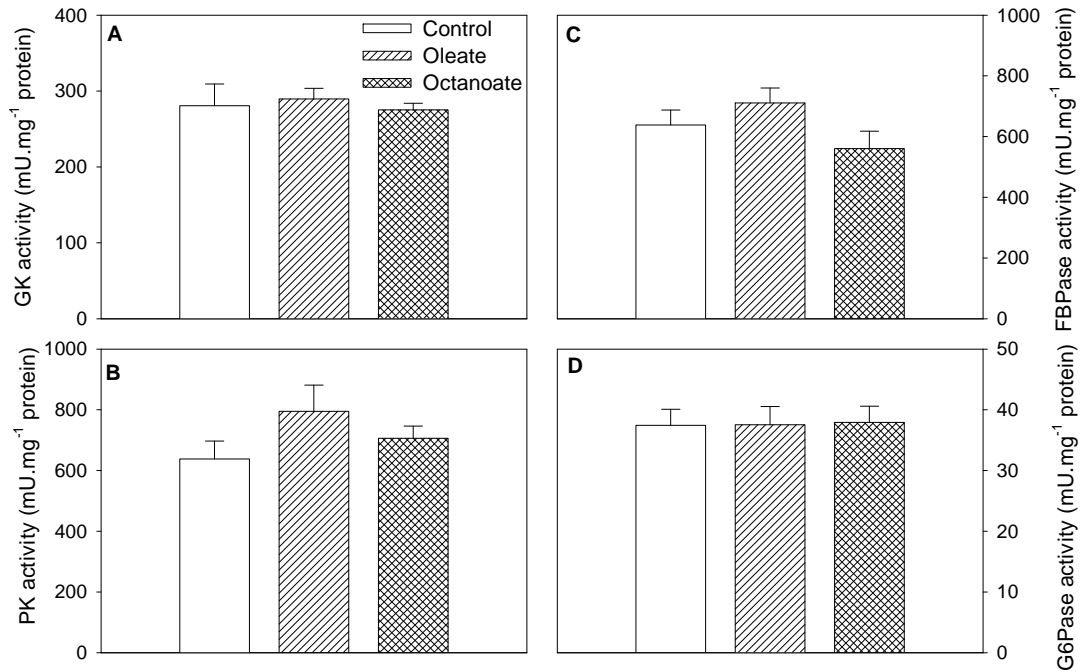 A
Control
Oleate
Octanoate
400
300
200
100
0
GK activity (mU.mg⁻¹ protein)
C
1000
800
600
400
200
0
FBPase activity (mU.mg⁻¹ protein)
B
1000
800
600
400
200
0
PK activity (mU.mg⁻¹ protein)
D
50
40
30
20
10
0
G6Pase activity (mU.mg⁻¹ protein)